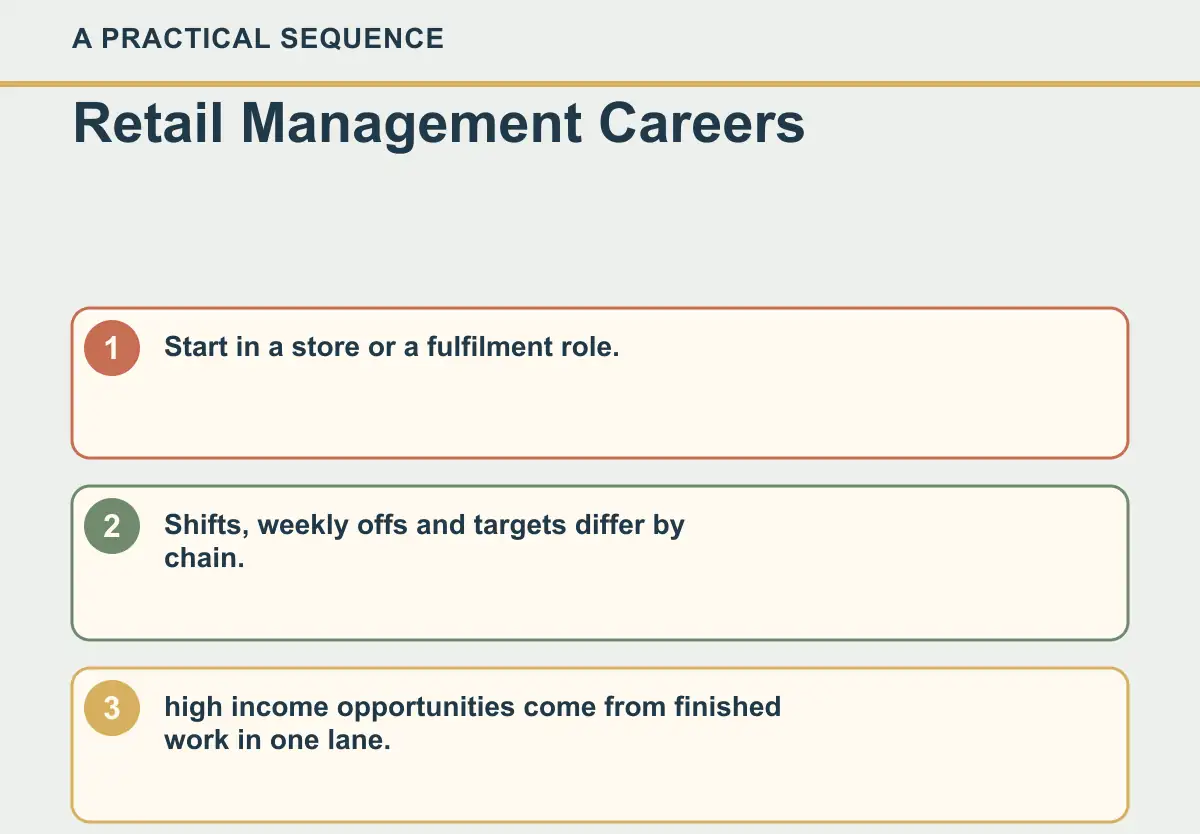 A PRACTICAL SEQUENCE
Retail Management Careers
1
Start in a store or a fulfilment role.
2
Shifts, weekly offs and targets differ by
chain.
3
high income opportunities come from finished
work in one lane.